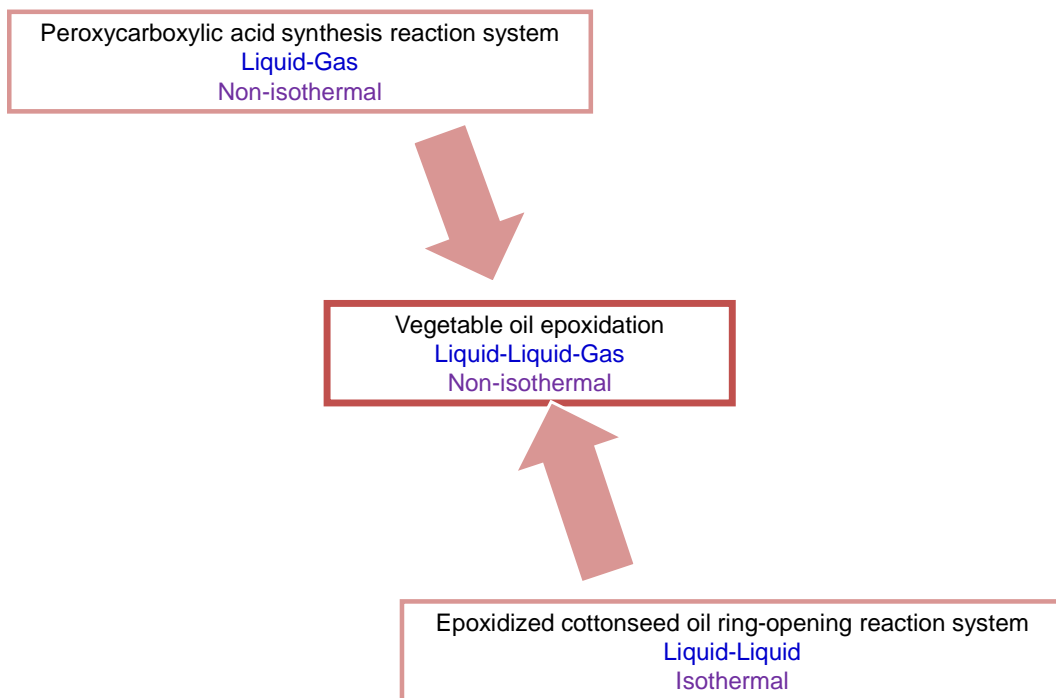 Peroxycarboxylic acid synthesis reaction system
Liquid-Gas
Non-isothermal
Vegetable oil epoxidation
Liquid-Liquid-Gas
Non-isothermal
Epoxidized cottonseed oil ring-opening reaction system
Liquid-Liquid
Isothermal